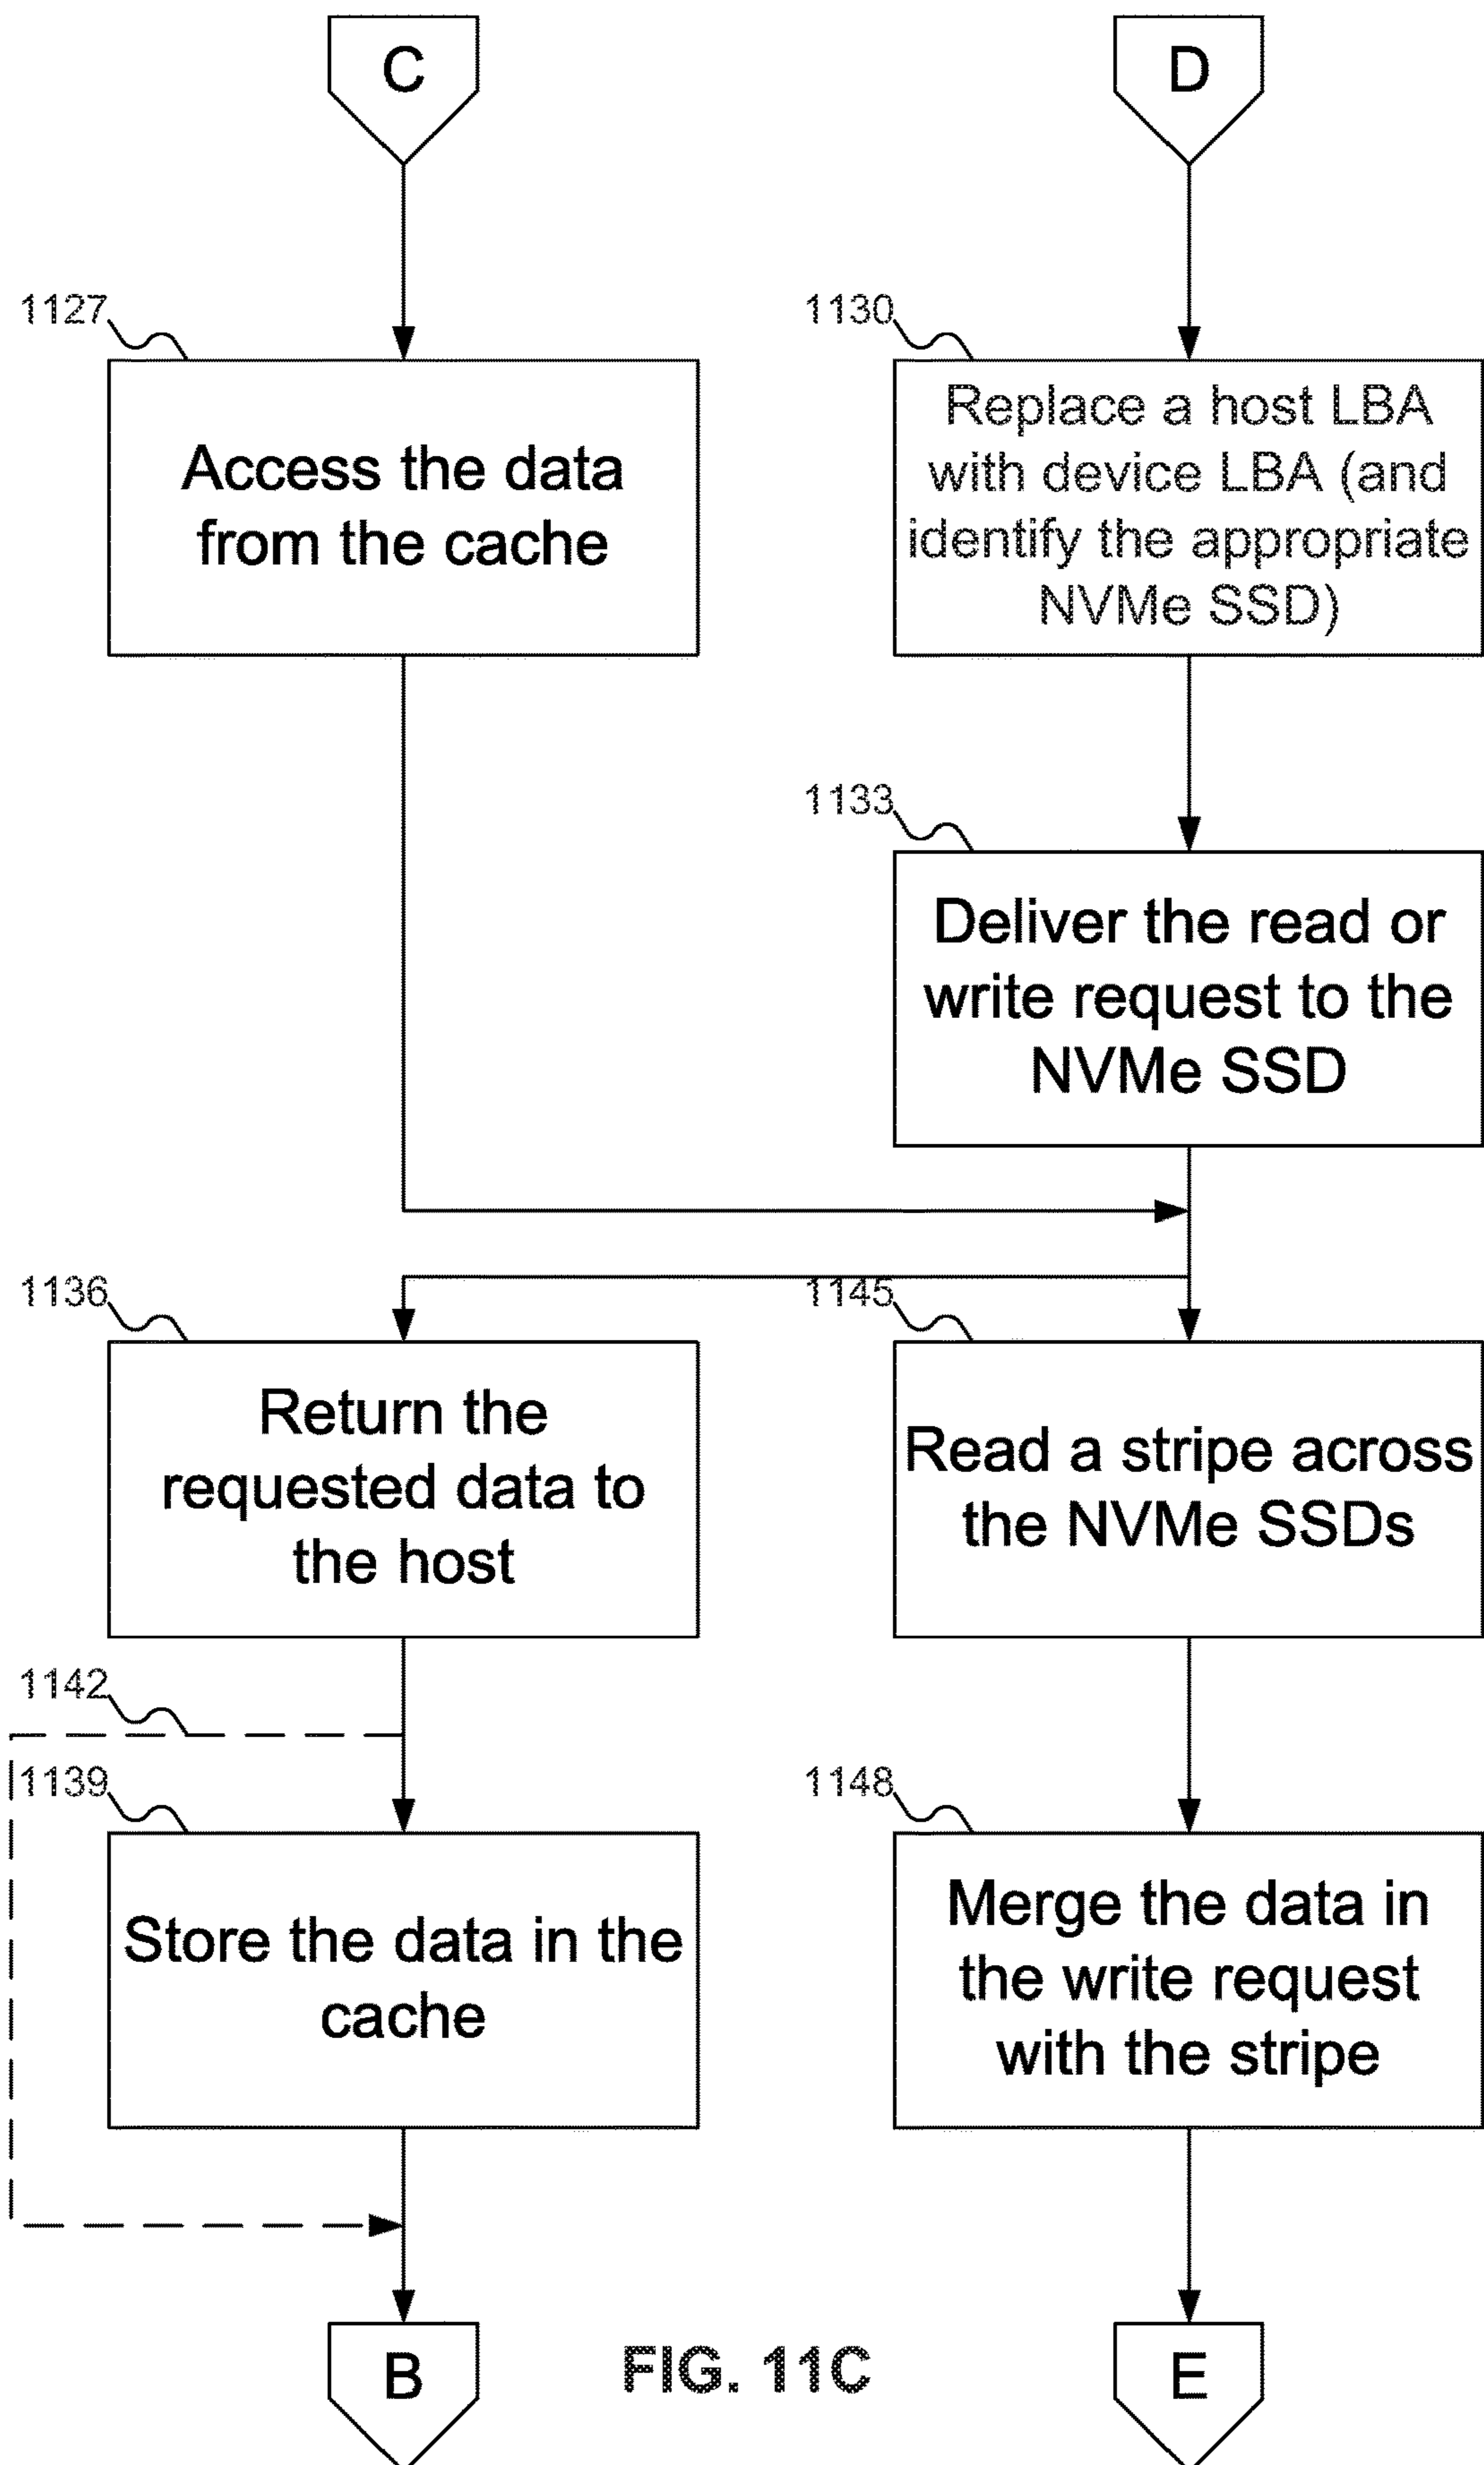 C
D
1127
1130
Access the data
from the cache
Replace a host LBA
with device LBA (and
identify the appropriate
NVMe SSD)
1133
Deliver the read or
write request to the
NVMe SSD
1136
1145
Return the
requested data to
the host
Read a stripe across
the NVMe SSDs
1142
1139
1148
Store the data in the
cache
Merge the data in
the write request
with the stripe
B
FIG. 11C
E